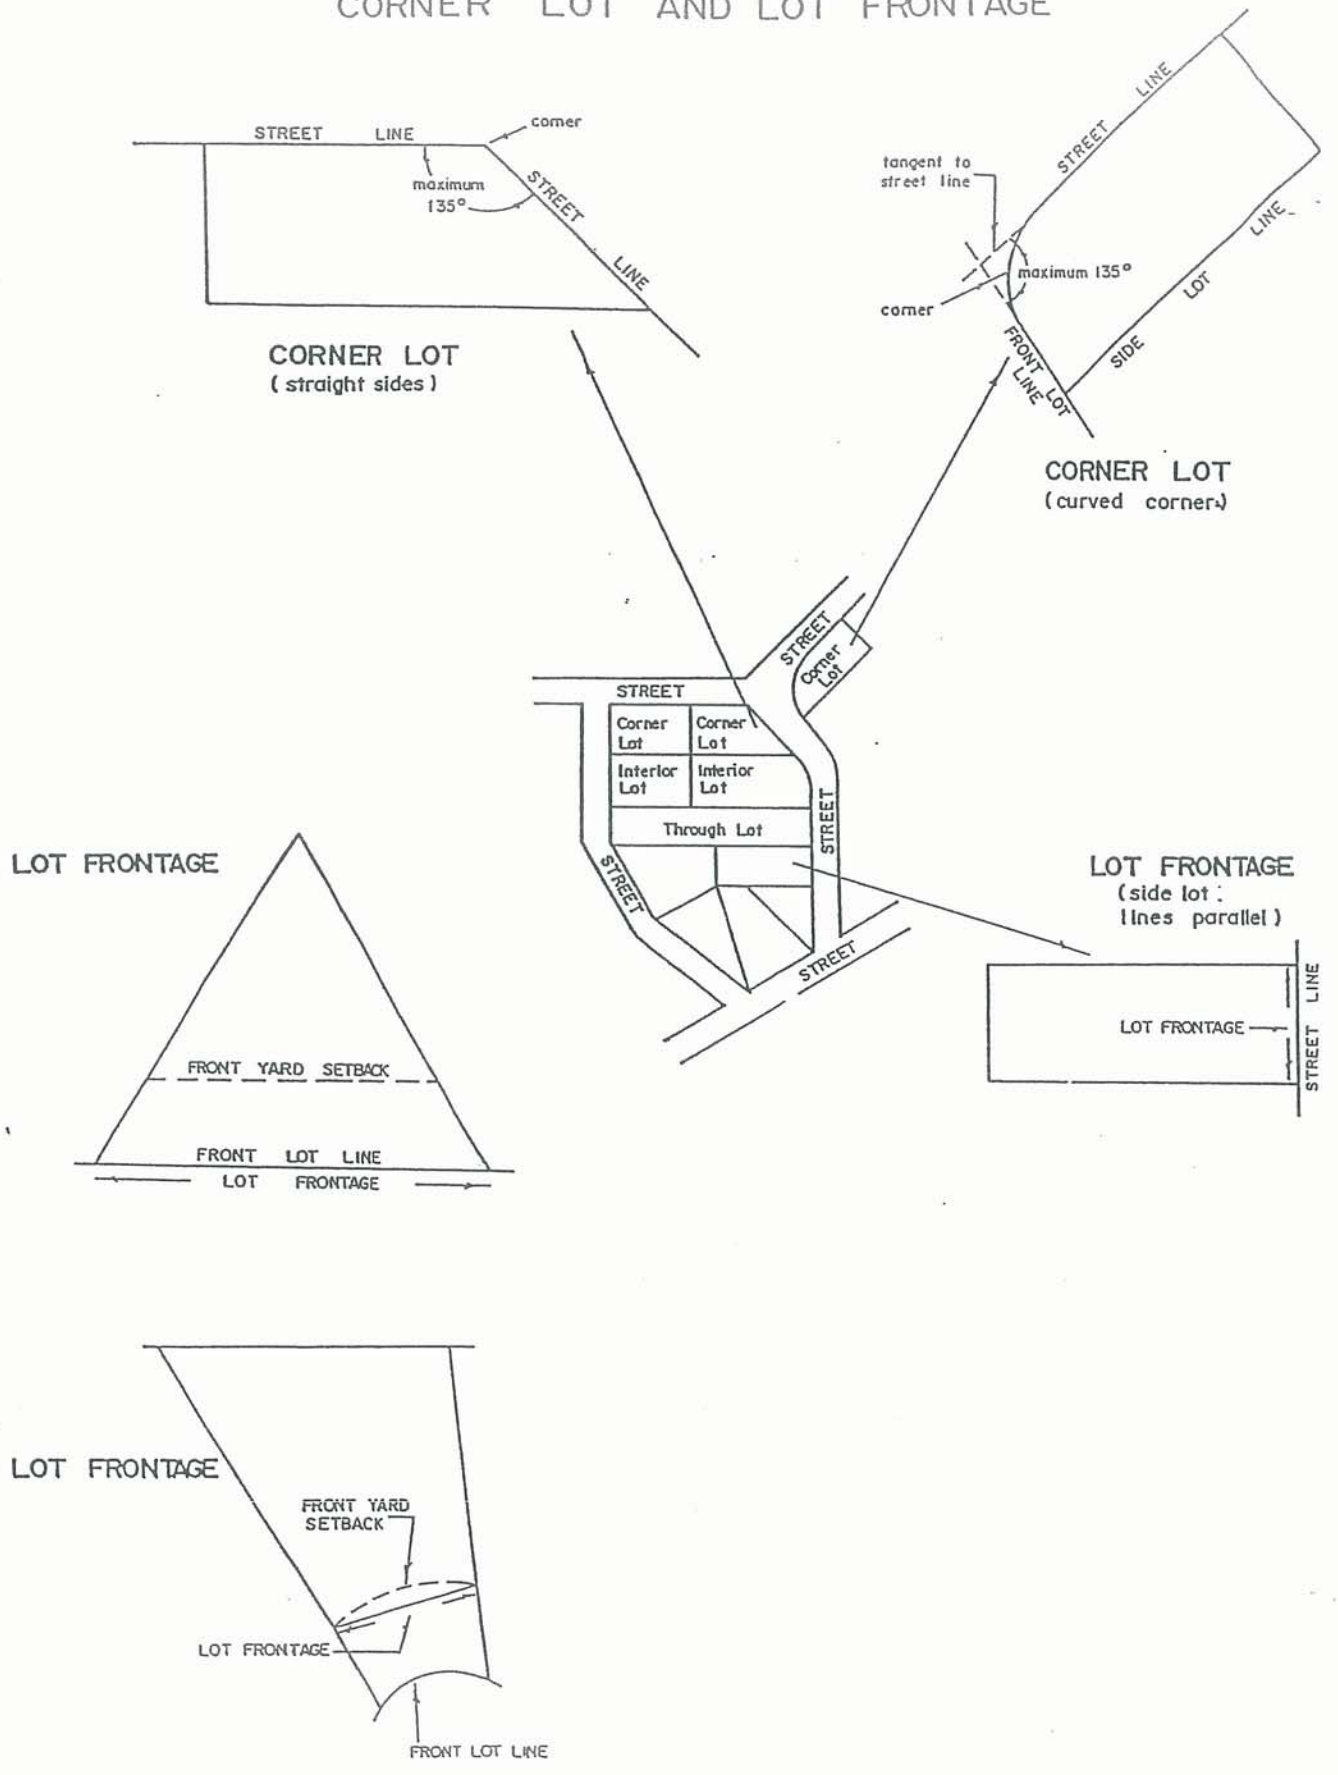 CORNER LOT AND LOT FRONTAGE
STREET LINE
corner
maximum
135°
STREET
LINE
CORNER LOT
( straight sides )
STREET LINE
tangent to
street line
maximum 135°
corner
FRONT LOT
LINE
SIDE LOT LINE
CORNER LOT
(curved corner)
STREET
Corner
Lot
STREET
Corner
Lot
Corner
Lot
Interior
Lot
Interior
Lot
Through Lot
STREET
STREET
STREET
LOT FRONTAGE
FRONT YARD SETBACK
FRONT LOT LINE
LOT FRONTAGE
LOT FRONTAGE
(side lot :
lines parallel)
LOT FRONTAGE
STREET LINE
LOT FRONTAGE
FRONT YARD
SETBACK
LOT FRONTAGE
FRONT LOT LINE